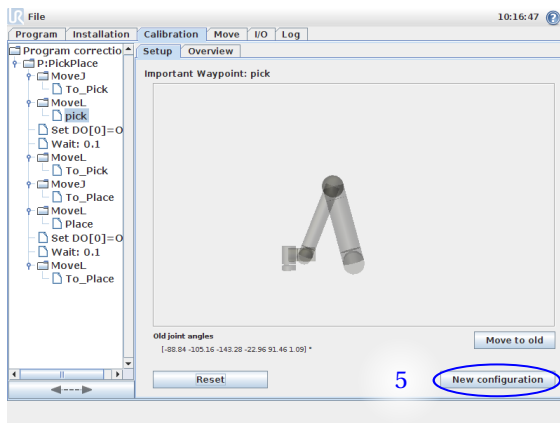 UR File 10:16:47 ?
Program Installation Calibration Move I/O Log
Program correctio Setup Overview
P:PickPlace
Important Waypoint: pick
MoveJ
To_Pick
MoveL
pick
Set DO[0]=O
Wait: 0.1
MoveL
To_Pick
MoveJ
To_Place
MoveL
Place
Set DO[0]=O
Wait: 0.1
MoveL
To_Place
Old joint angles
[-88.84 -105.16 -143.28 -22.96 91.46 1.09] °
Move to old
Reset
5
New configuration